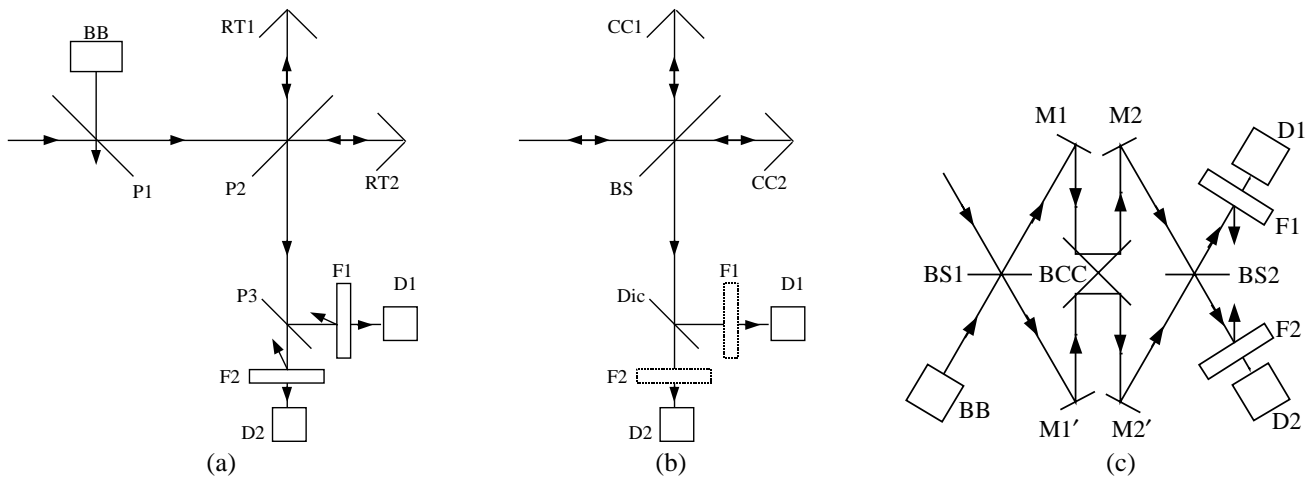 BB
RT1
P1
P2
RT2
P3
F1
D1
F2
D2
(a)
CC1
BS
CC2
Dic
F1
D1
F2
D2
(b)
M1
M2
D1
F1
BS1
BCC
BS2
F2
BB
D2
M1′
M2′
(c)